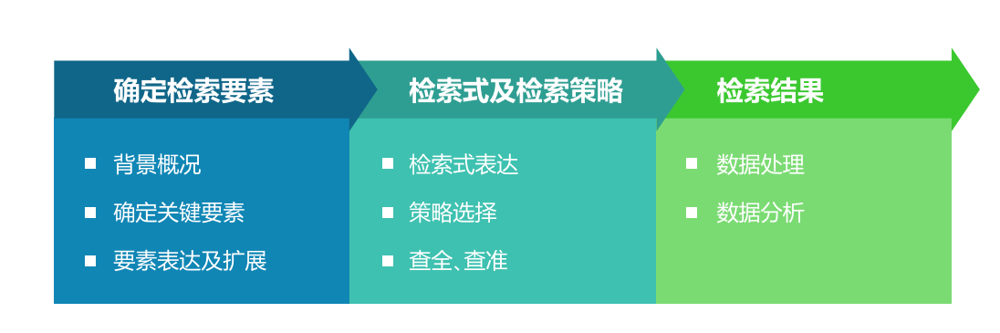 确定检索要素
背景概况
确定关键要素
要素表达及扩展
检索式及检索策略
检索式表达
策略选择
查全、查准
检索结果
数据处理
数据分析